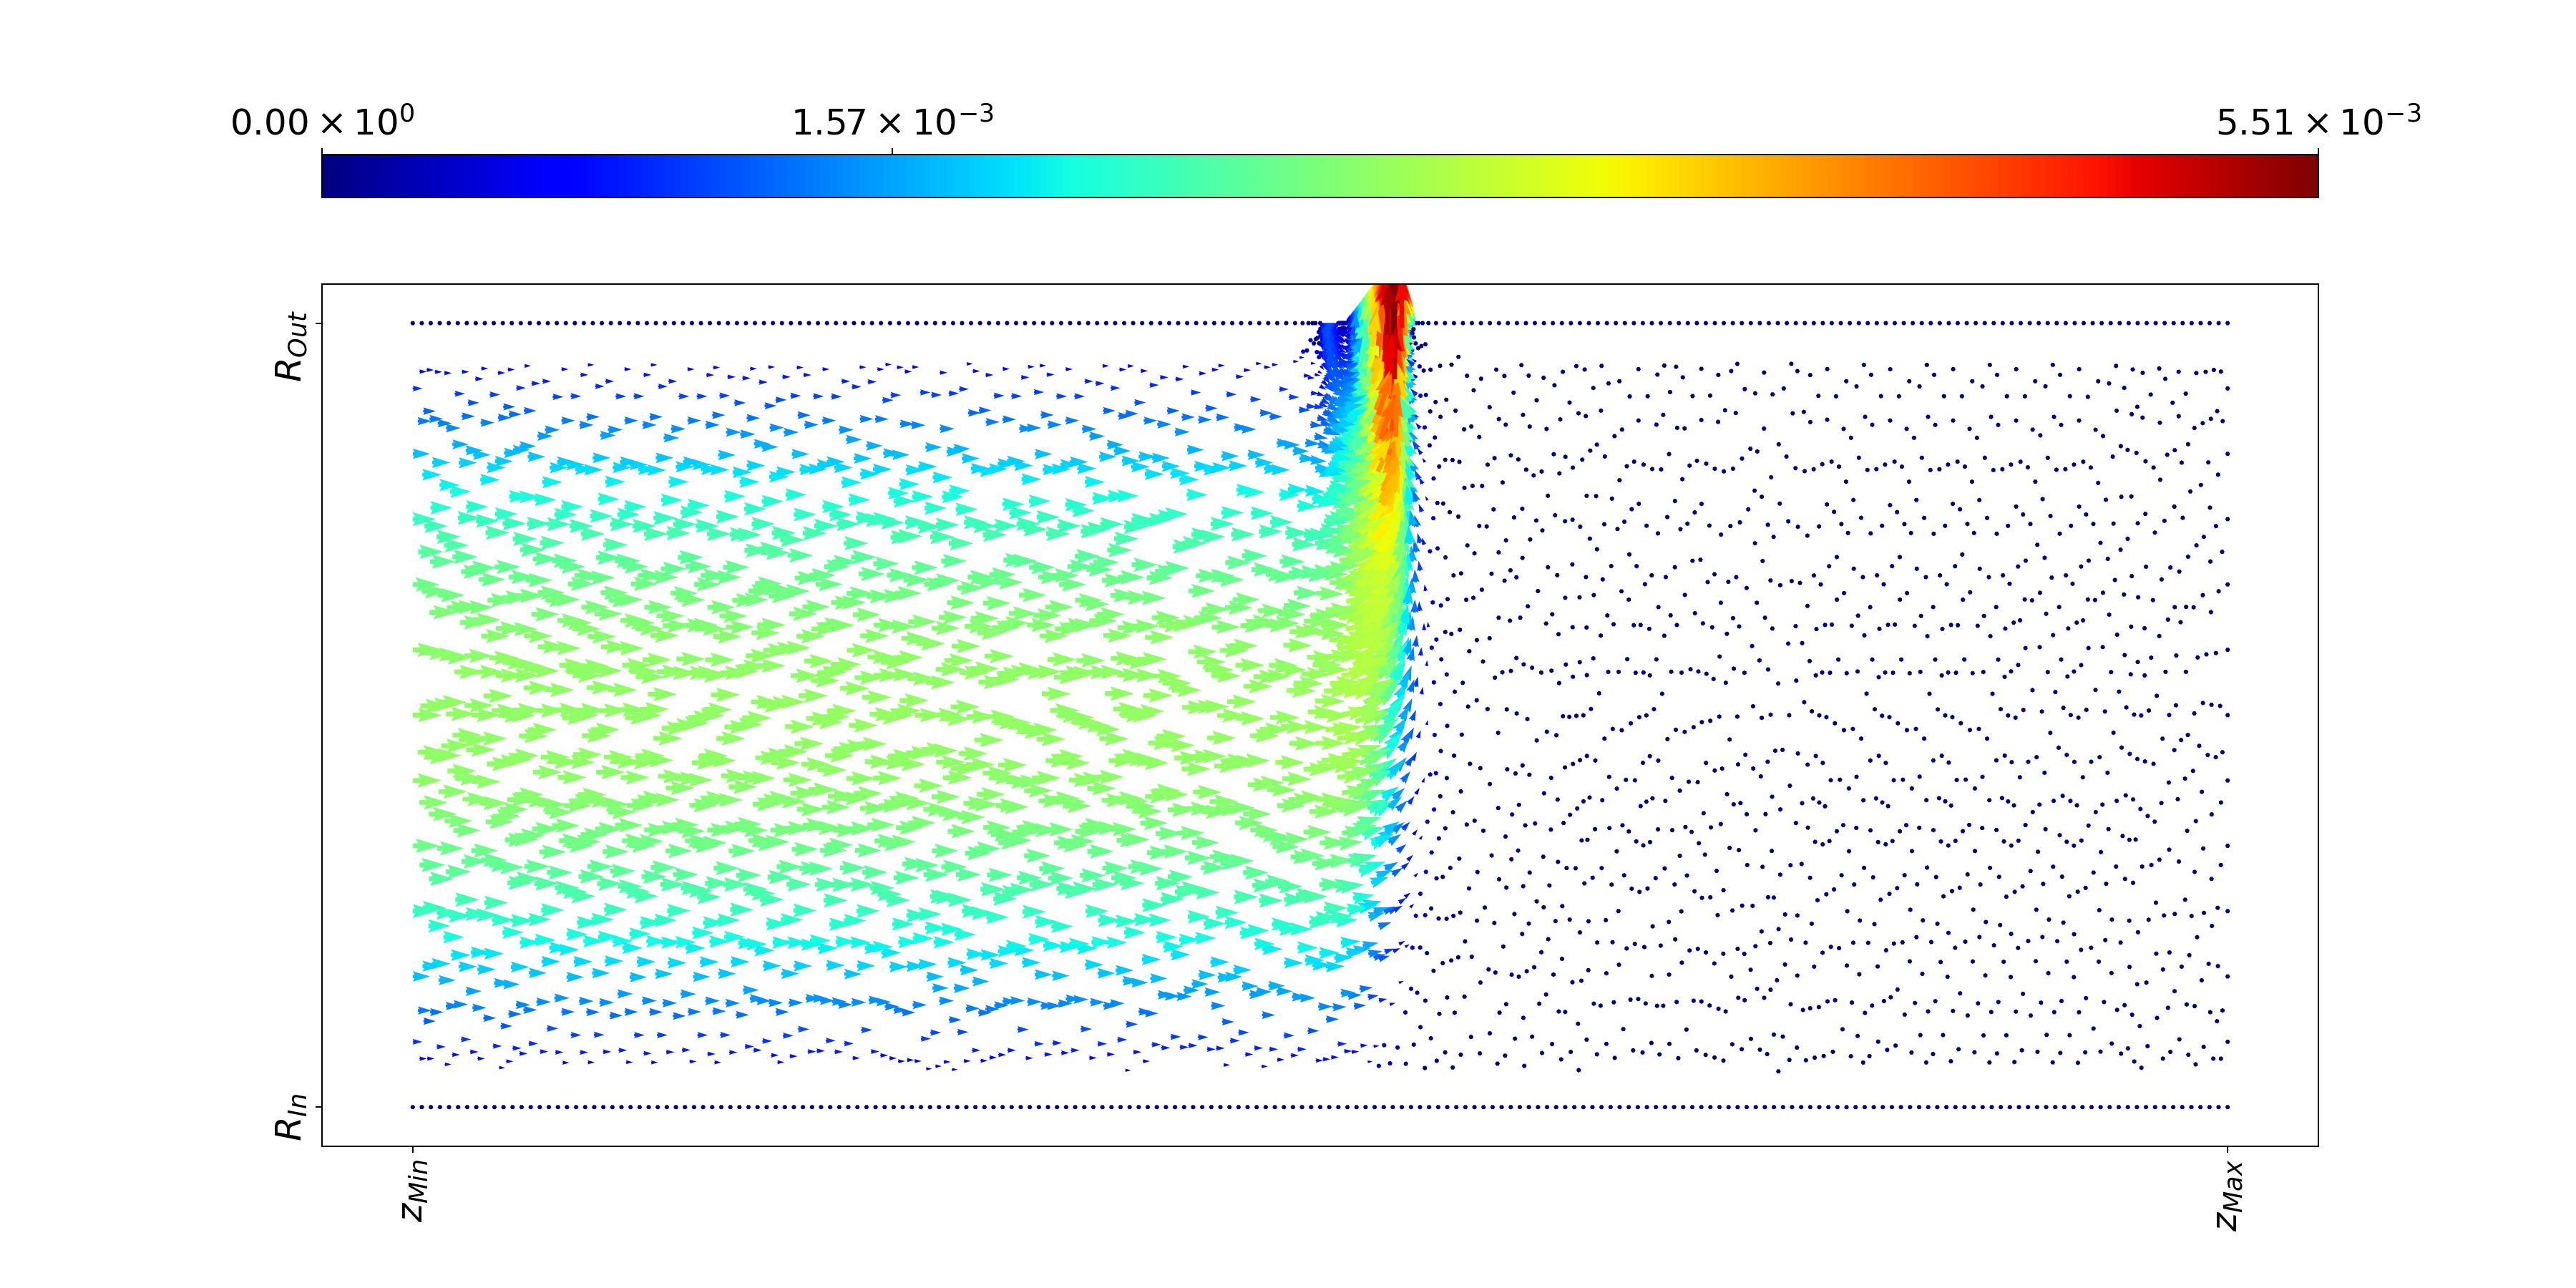 0.00 × 10⁰ 1.57 × 10⁻³ 5.51 × 10⁻³
R_Out
R_In
z_Min z_Max